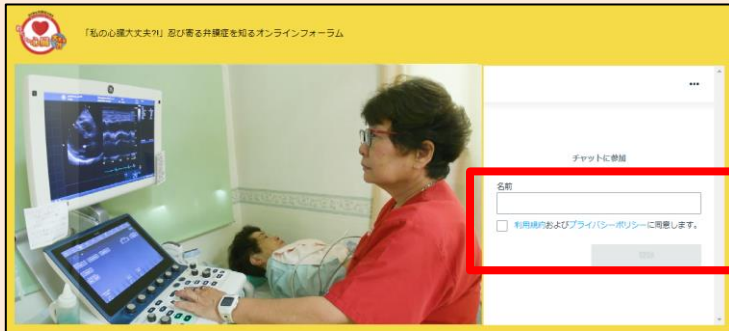 「私の心臓大丈夫?!」忍び寄る弁膜症を知るオンラインフォーラム
チャットに参加
名前
利用規約およびプライバシーポリシーに同意します。